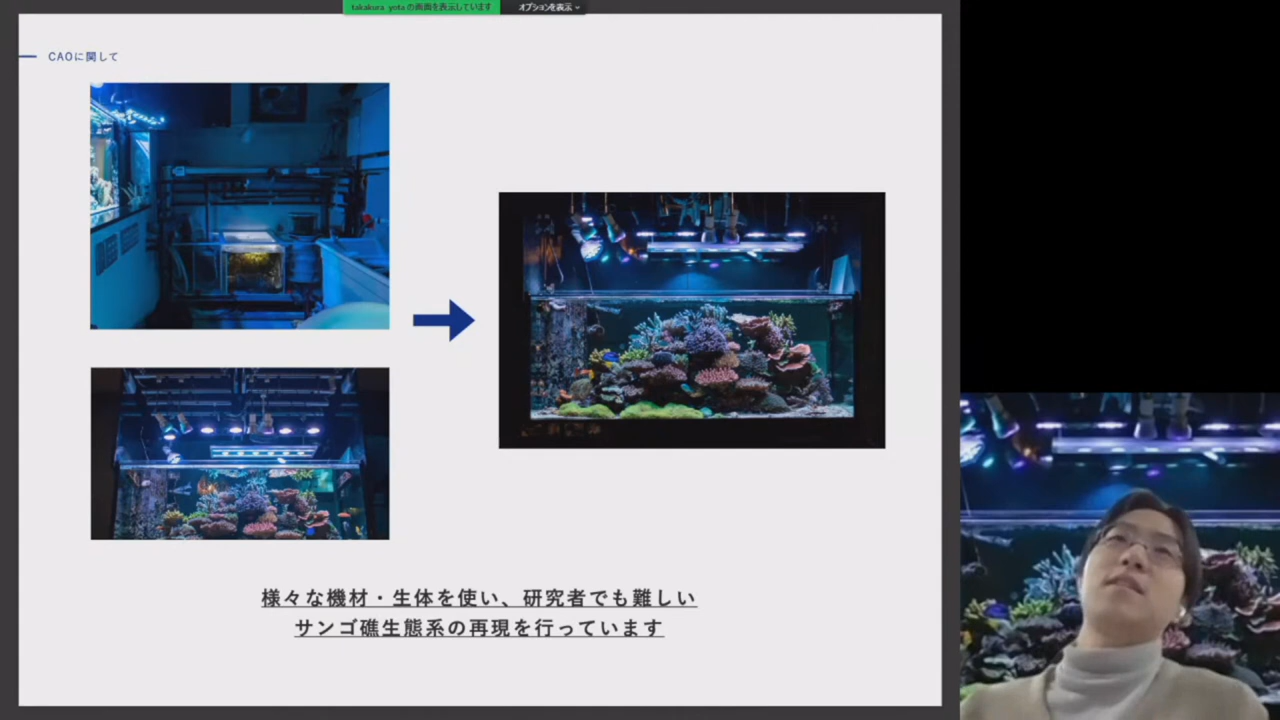 takakura yota の画面を表示しています
オプションを表示
CAOに関して
様々な機材・生体を使い、研究者でも難しい
サンゴ礁生態系の再現を行っています